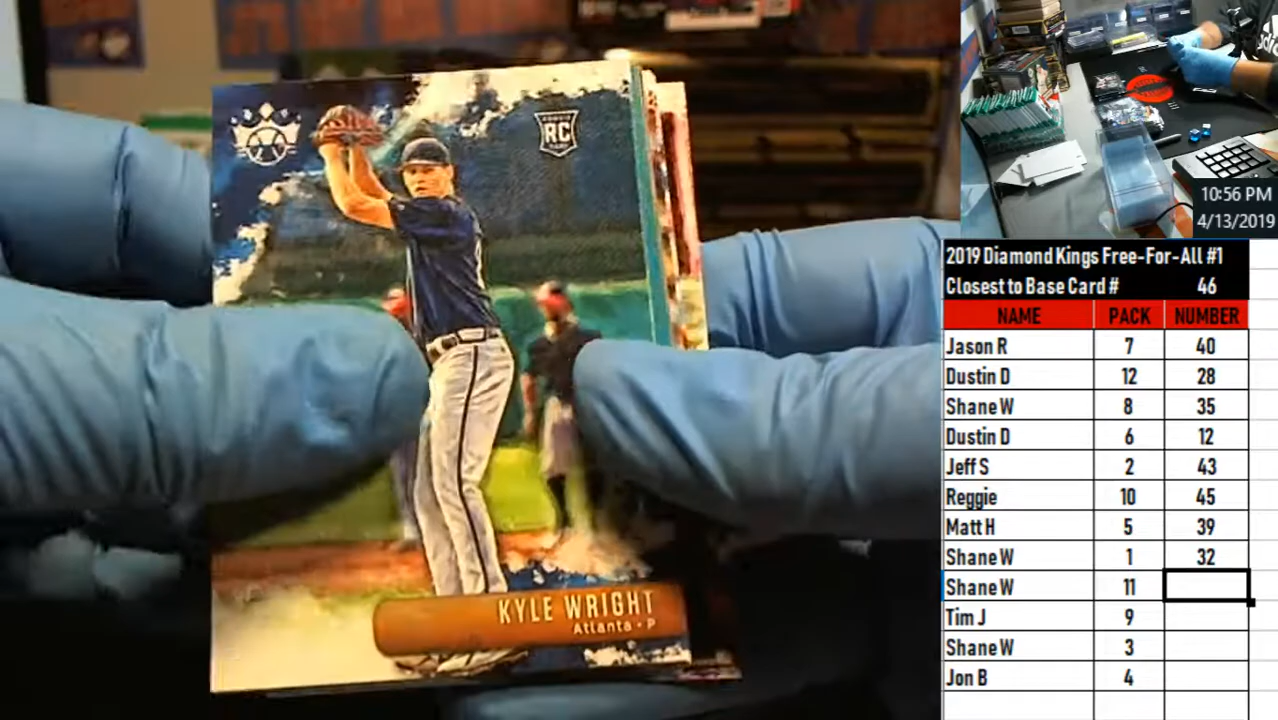 RC
KYLE WRIGHT
Atlanta • P
adidas
10:56 PM
4/13/2019
2019 Diamond Kings Free-For-All #1
Closest to Base Card # 46
NAME PACK NUMBER
Jason R 7 40
Dustin D 12 28
Shane W 8 35
Dustin D 6 12
Jeff S 2 43
Reggie 10 45
Matt H 5 39
Shane W 1 32
Shane W 11
Tim J 9
Shane W 3
Jon B 4